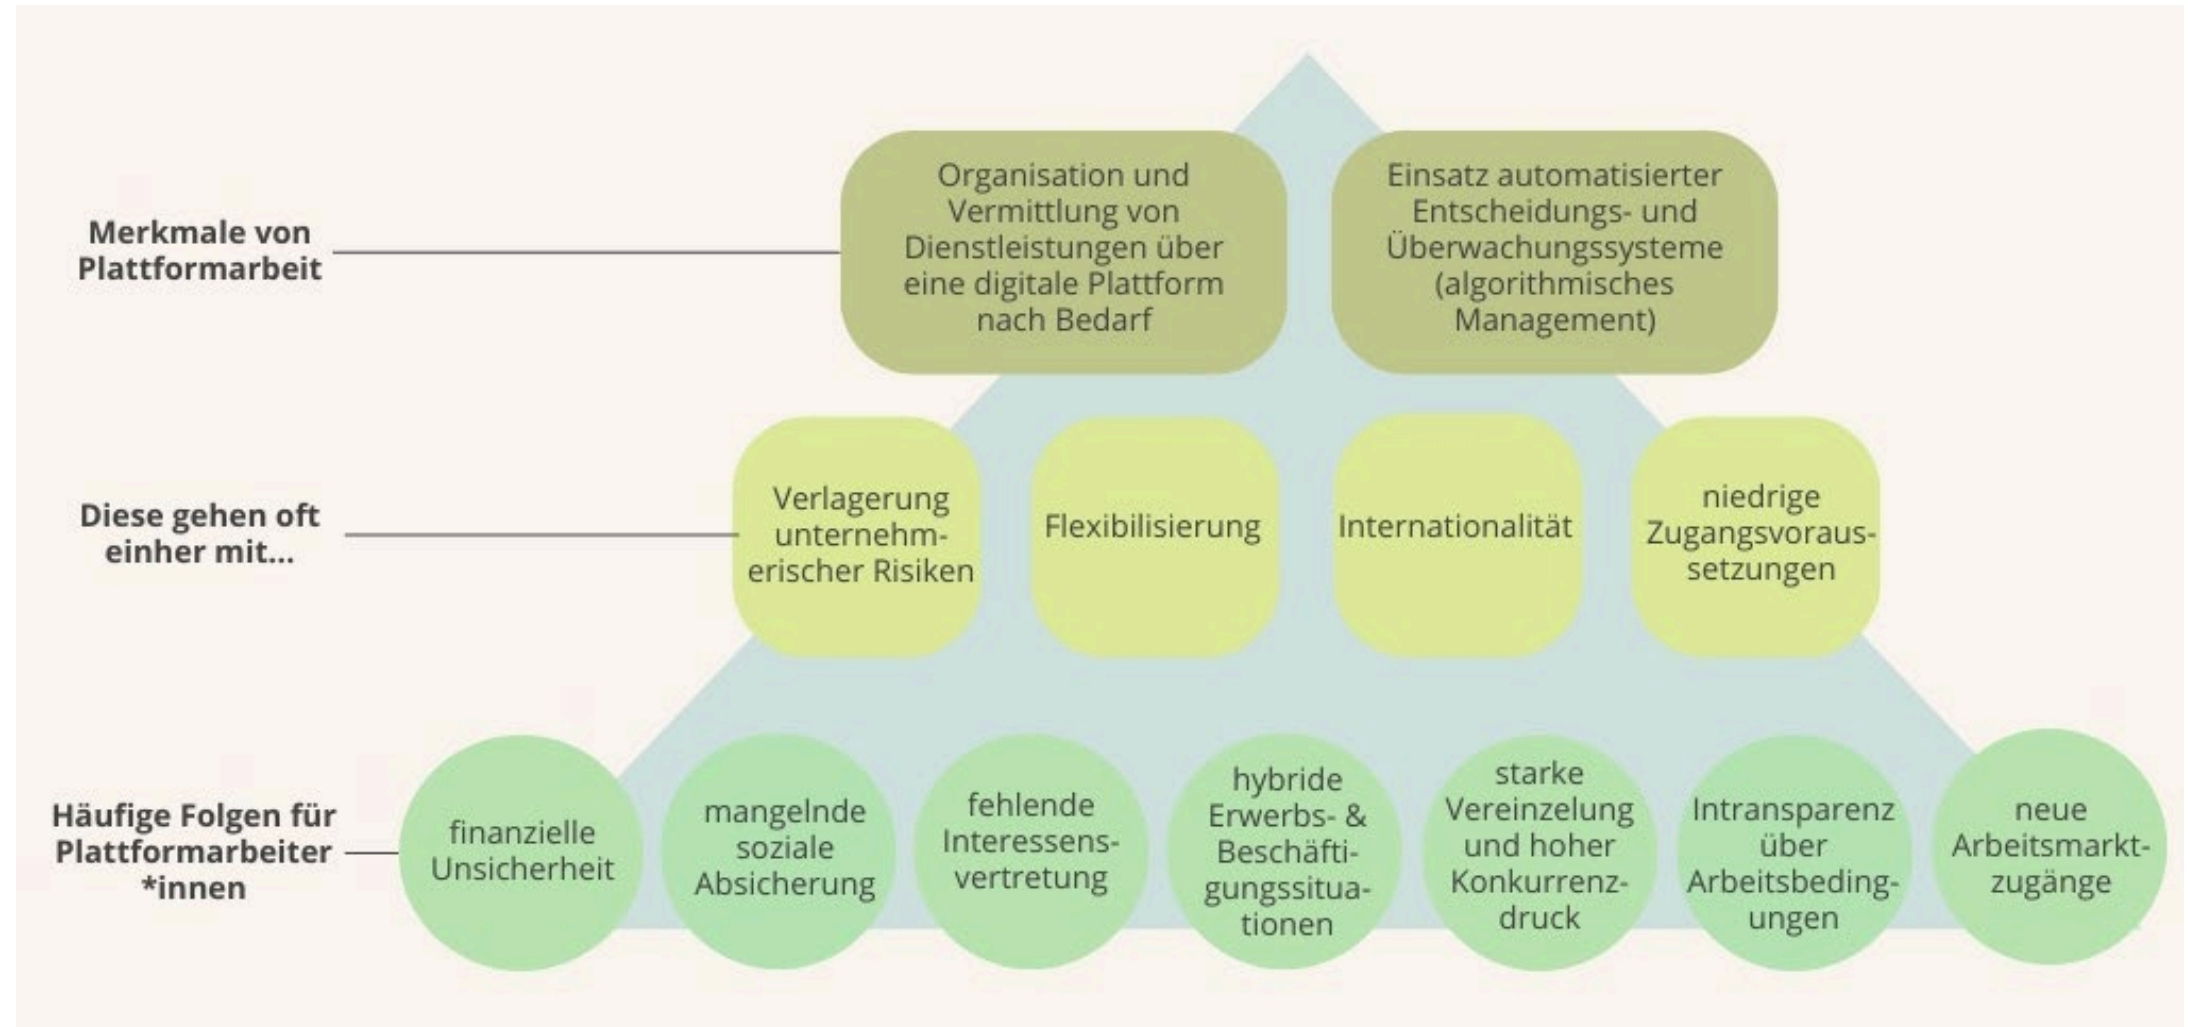 Merkmale von
Plattformarbeit
Organisation und
Vermittlung von
Dienstleistungen über
eine digitale Plattform
nach Bedarf
Einsatz automatisierter
Entscheidungs- und
Überwachungssysteme
(algorithmisches
Management)
Diese gehen oft
einher mit...
Verlagerung
unternehm-
erischer Risiken
Flexibilisierung
Internationalität
niedrige
Zugangsvoraus-
setzungen
Häufige Folgen für
Plattformarbeiter
*innen
finanzielle
Unsicherheit
mangelnde
soziale
Absicherung
fehlende
Interessens-
vertretung
hybride
Erwerbs- &
Beschäfti-
gungssitua-
tionen
starke
Vereinzelung
und hoher
Konkurrenz-
druck
Intransparenz
über
Arbeitsbeding-
ungen
neue
Arbeitsmarkt-
zugänge